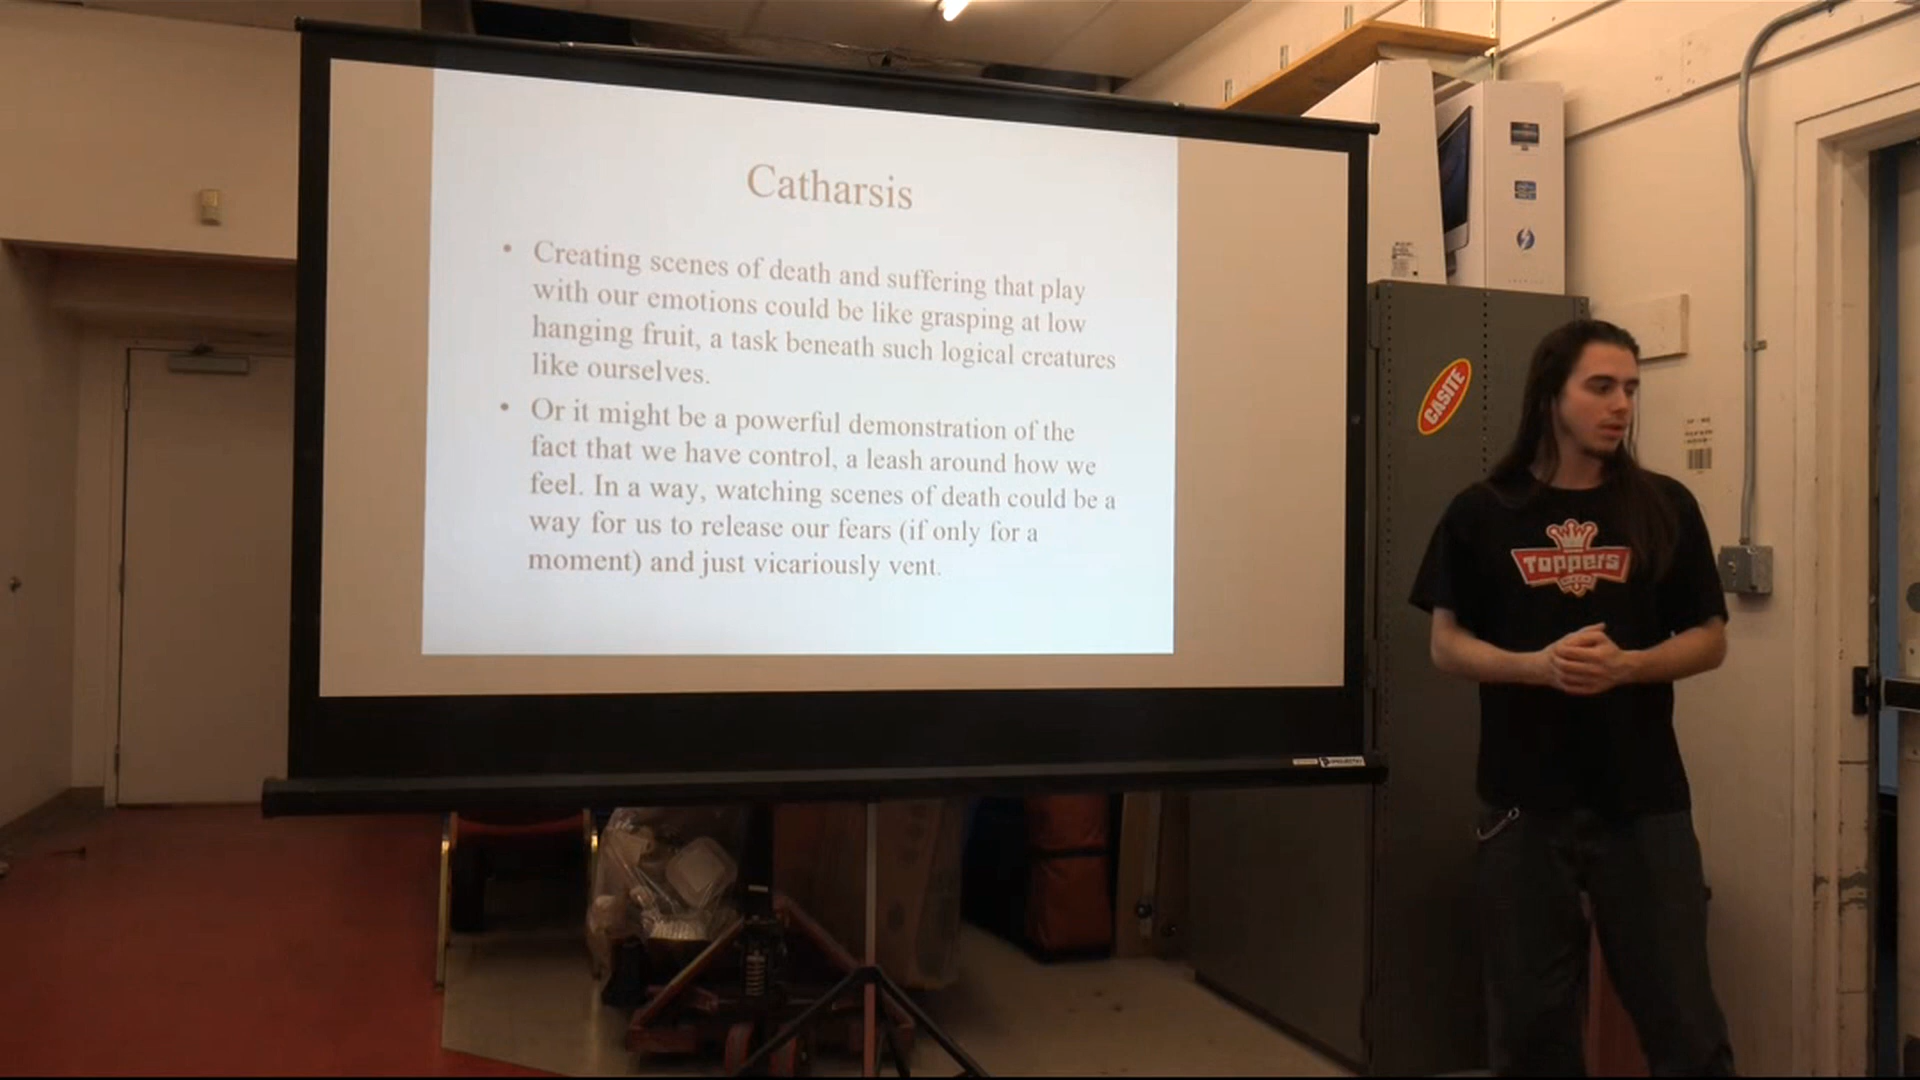 Catharsis
• Creating scenes of death and suffering that play
with our emotions could be like grasping at low
hanging fruit, a task beneath such logical creatures
like ourselves.
• Or it might be a powerful demonstration of the
fact that we have control, a leash around how we
feel. In a way, watching scenes of death could be a
way for us to release our fears (if only for a
moment) and just vicariously vent.
CASITE
Toppers
PIZZA